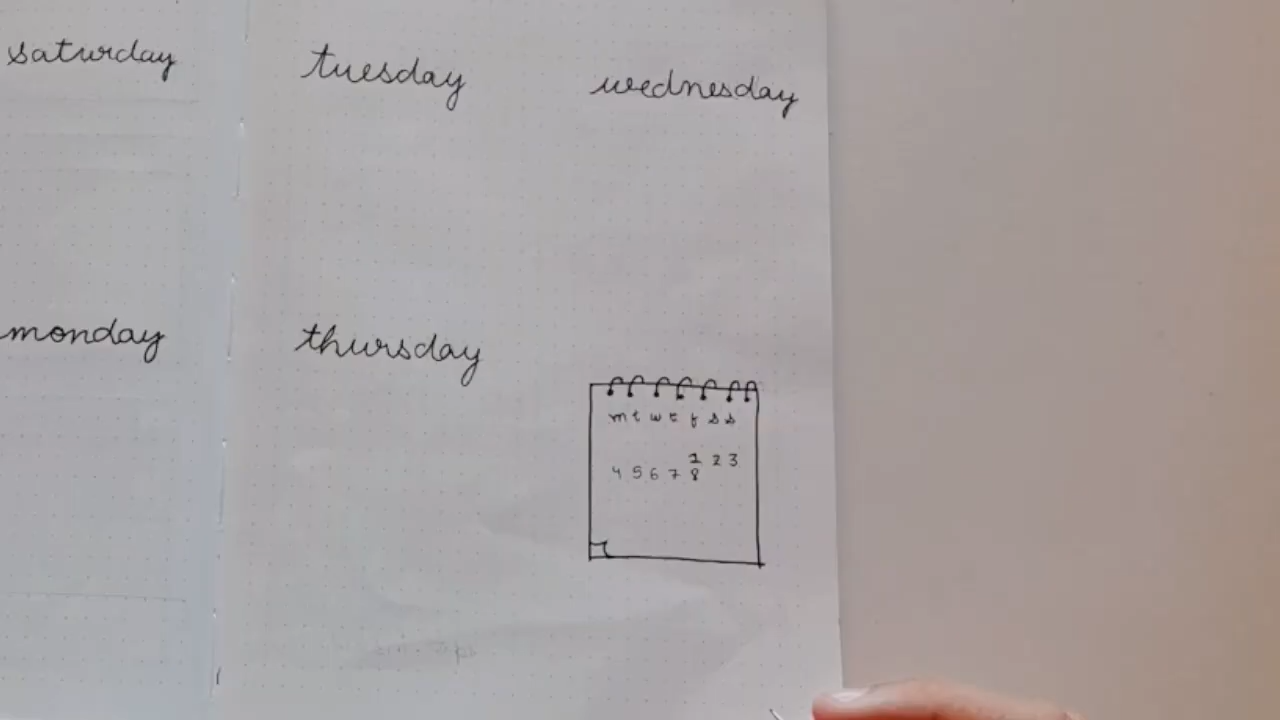 saturday
tuesday
wednesday
monday
thursday
m t w t f s s
1 2 3
4 5 6 7 8